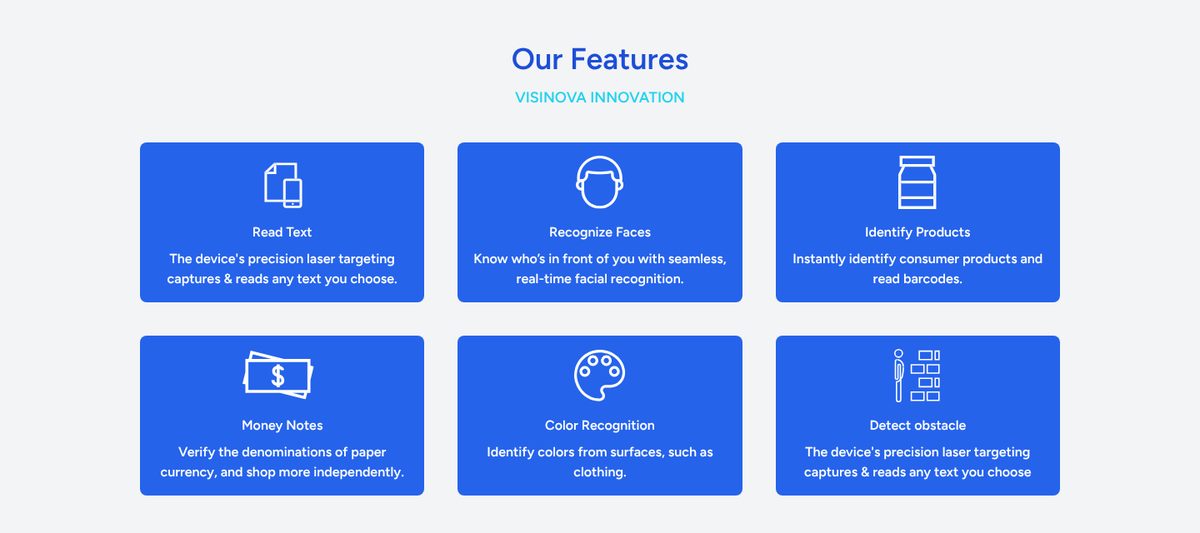 Our Features
VISINOVA INNOVATION
Read Text
The device's precision laser targeting
captures & reads any text you choose.
Recognize Faces
Know who’s in front of you with seamless,
real-time facial recognition.
Identify Products
Instantly identify consumer products and
read barcodes.
$
Money Notes
Verify the denominations of paper
currency, and shop more independently.
Color Recognition
Identify colors from surfaces, such as
clothing.
Detect obstacle
The device's precision laser targeting
captures & reads any text you choose